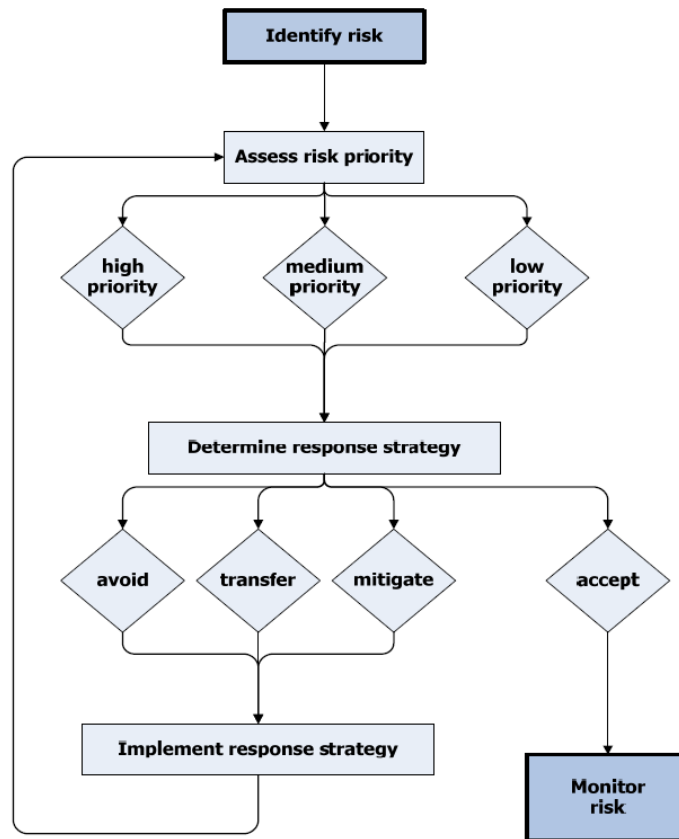 Identify risk
Assess risk priority
high
priority
medium
priority
low
priority
Determine response strategy
avoid
transfer
mitigate
accept
Implement response strategy
Monitor
risk